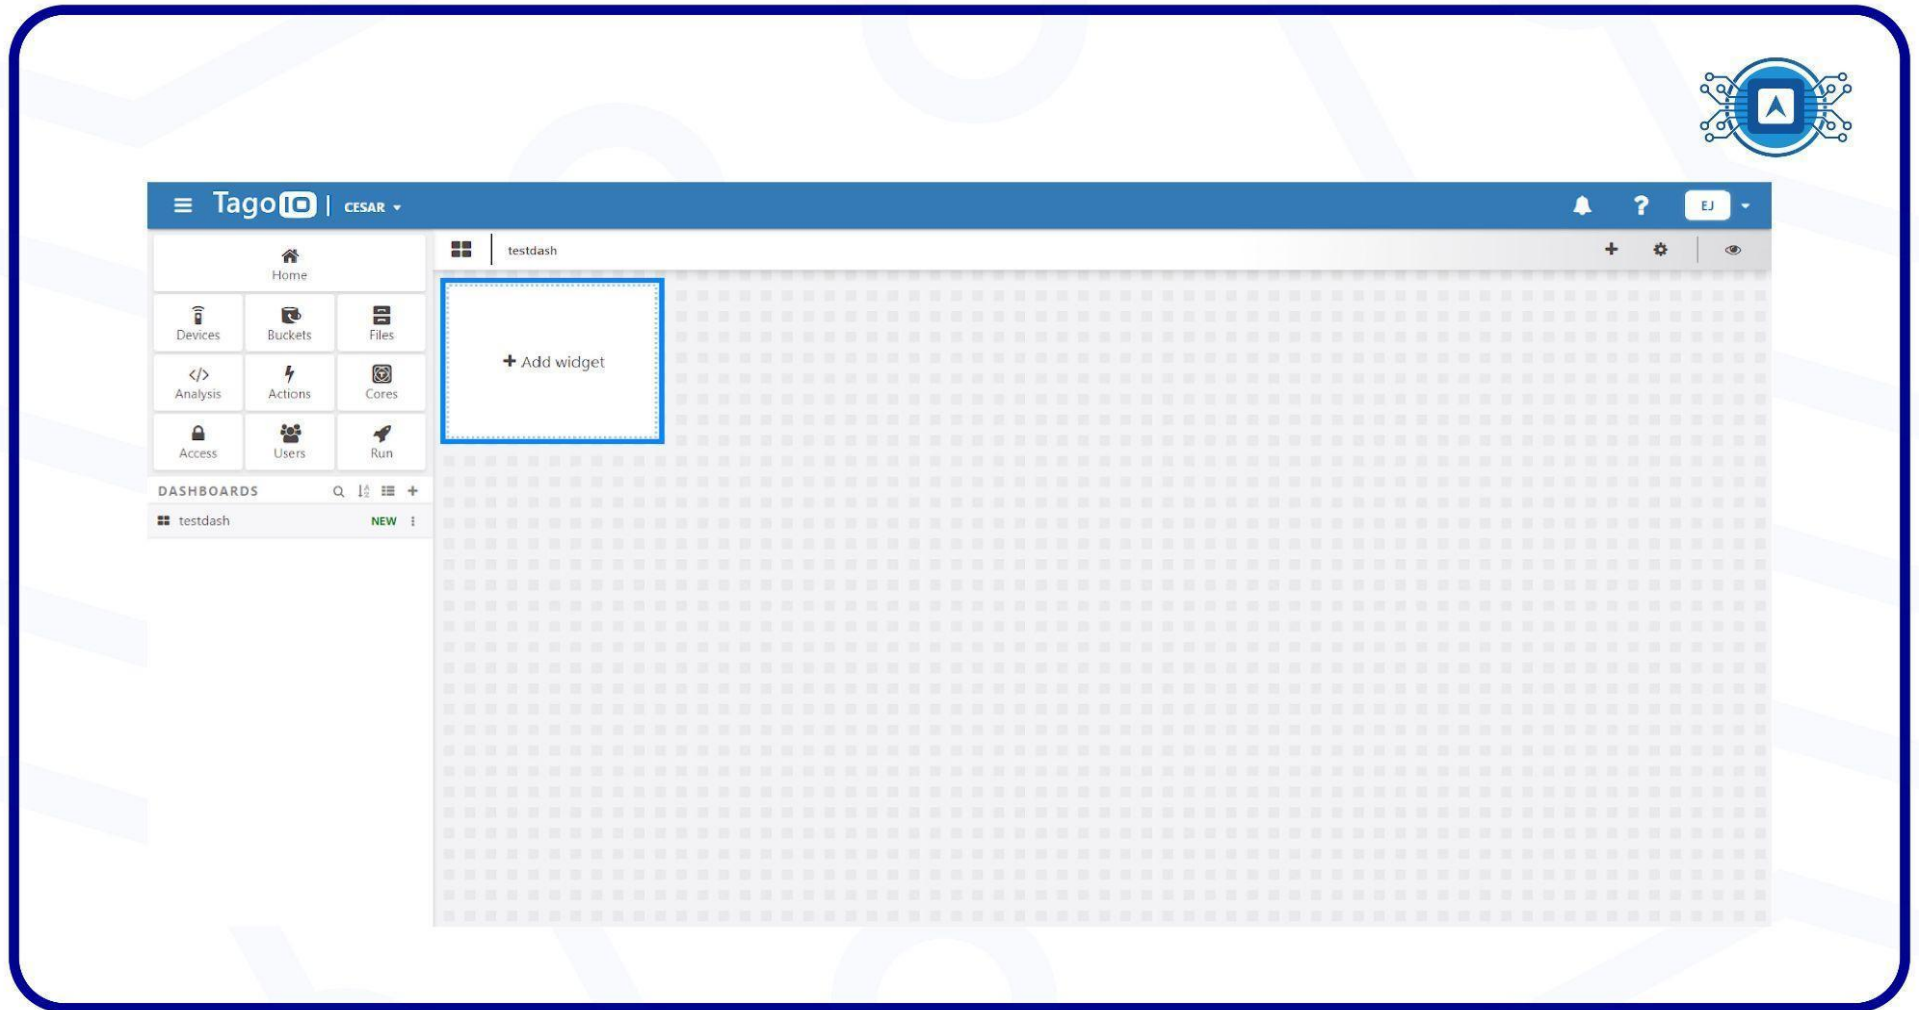 TagoIO | CESAR
EJ
Home
testdash
Devices
Buckets
Files
+ Add widget
</> Analysis
Actions
Cores
Access
Users
Run
DASHBOARDS
testdash NEW